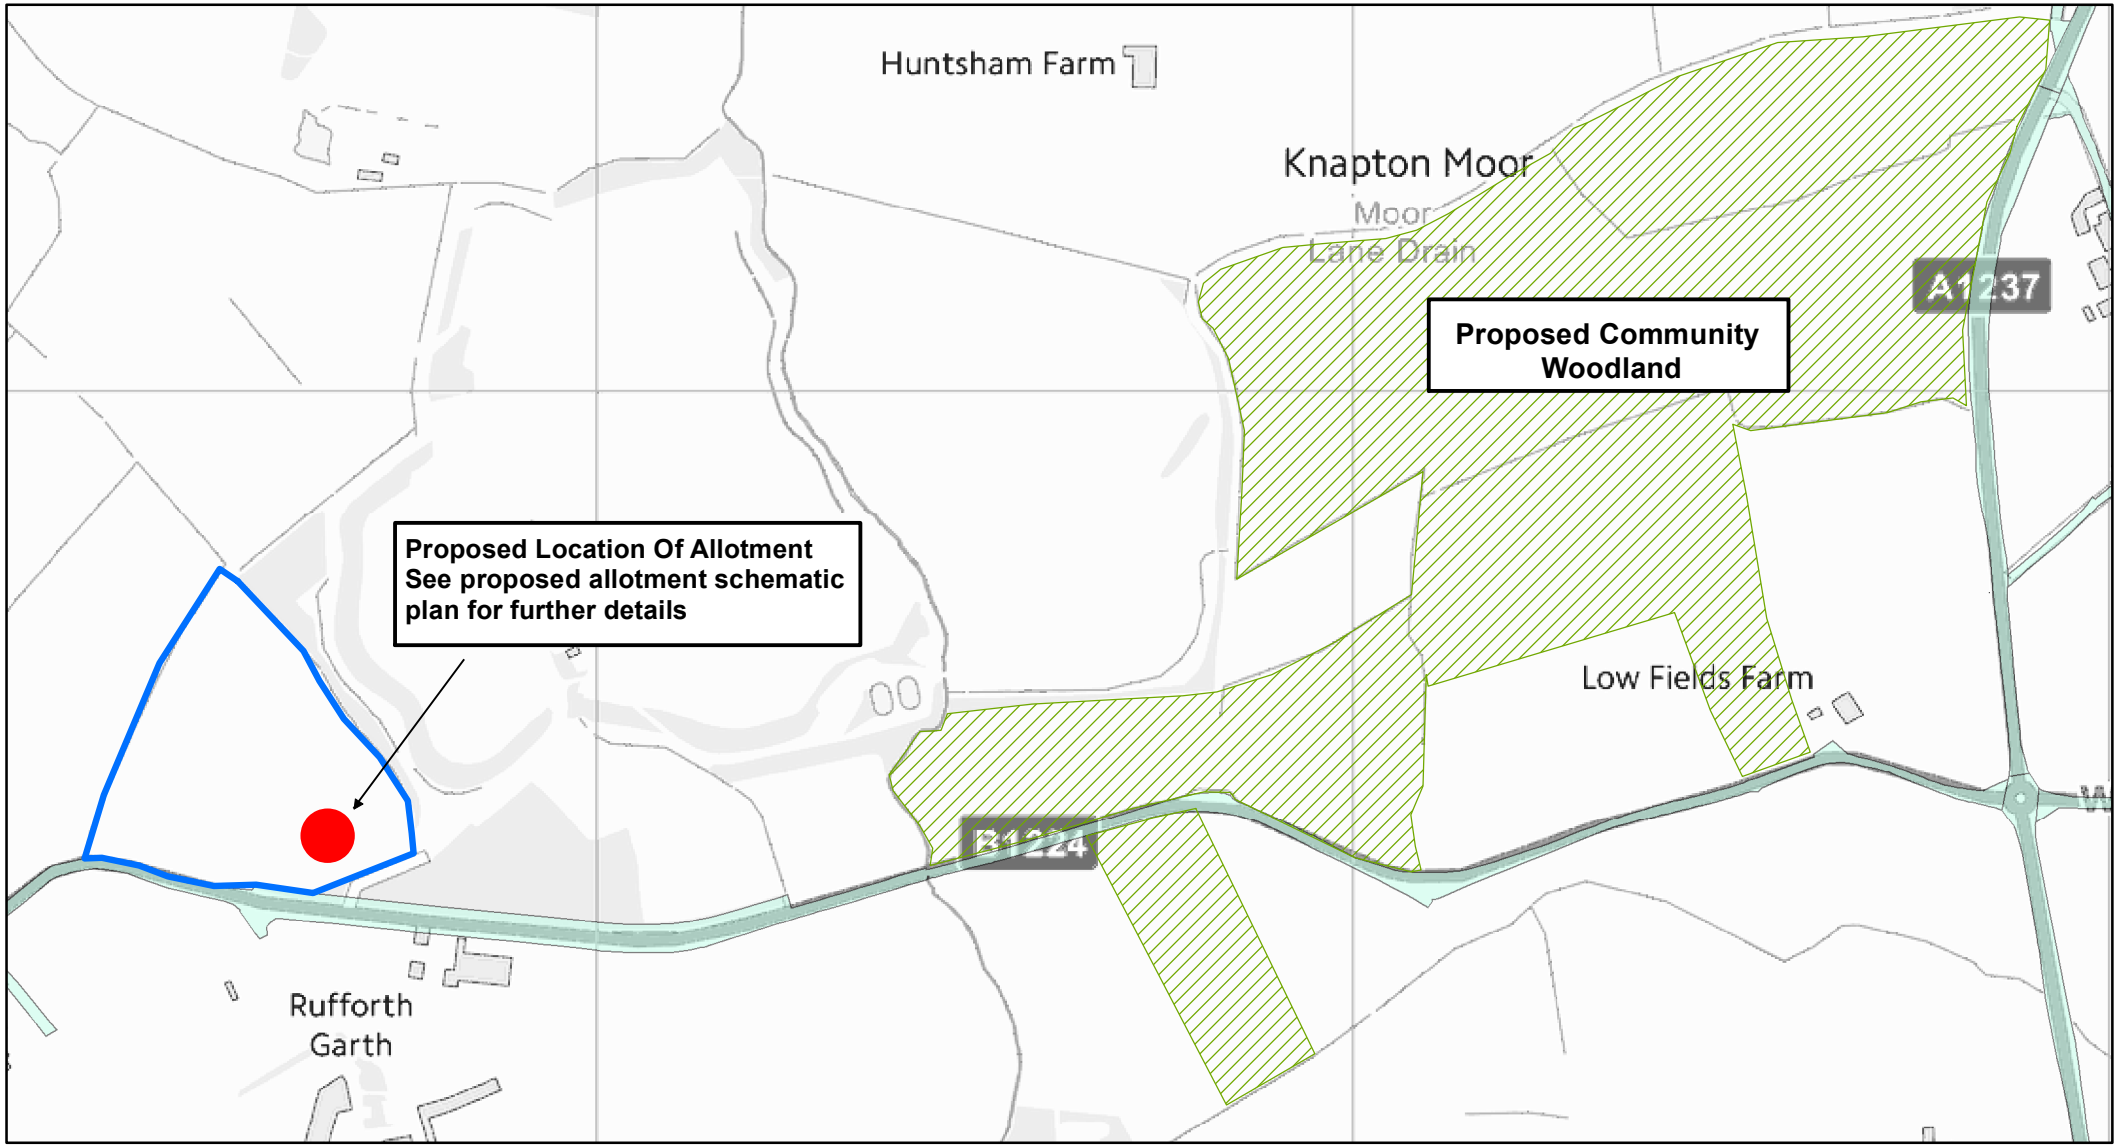 Huntsham Farm
Knapton Moor
Moor
Lane Drain
A1237
Proposed Community
Woodland
Proposed Location Of Allotment
See proposed allotment schematic
plan for further details
Low Fields Farm
B1224
Rufforth
Garth